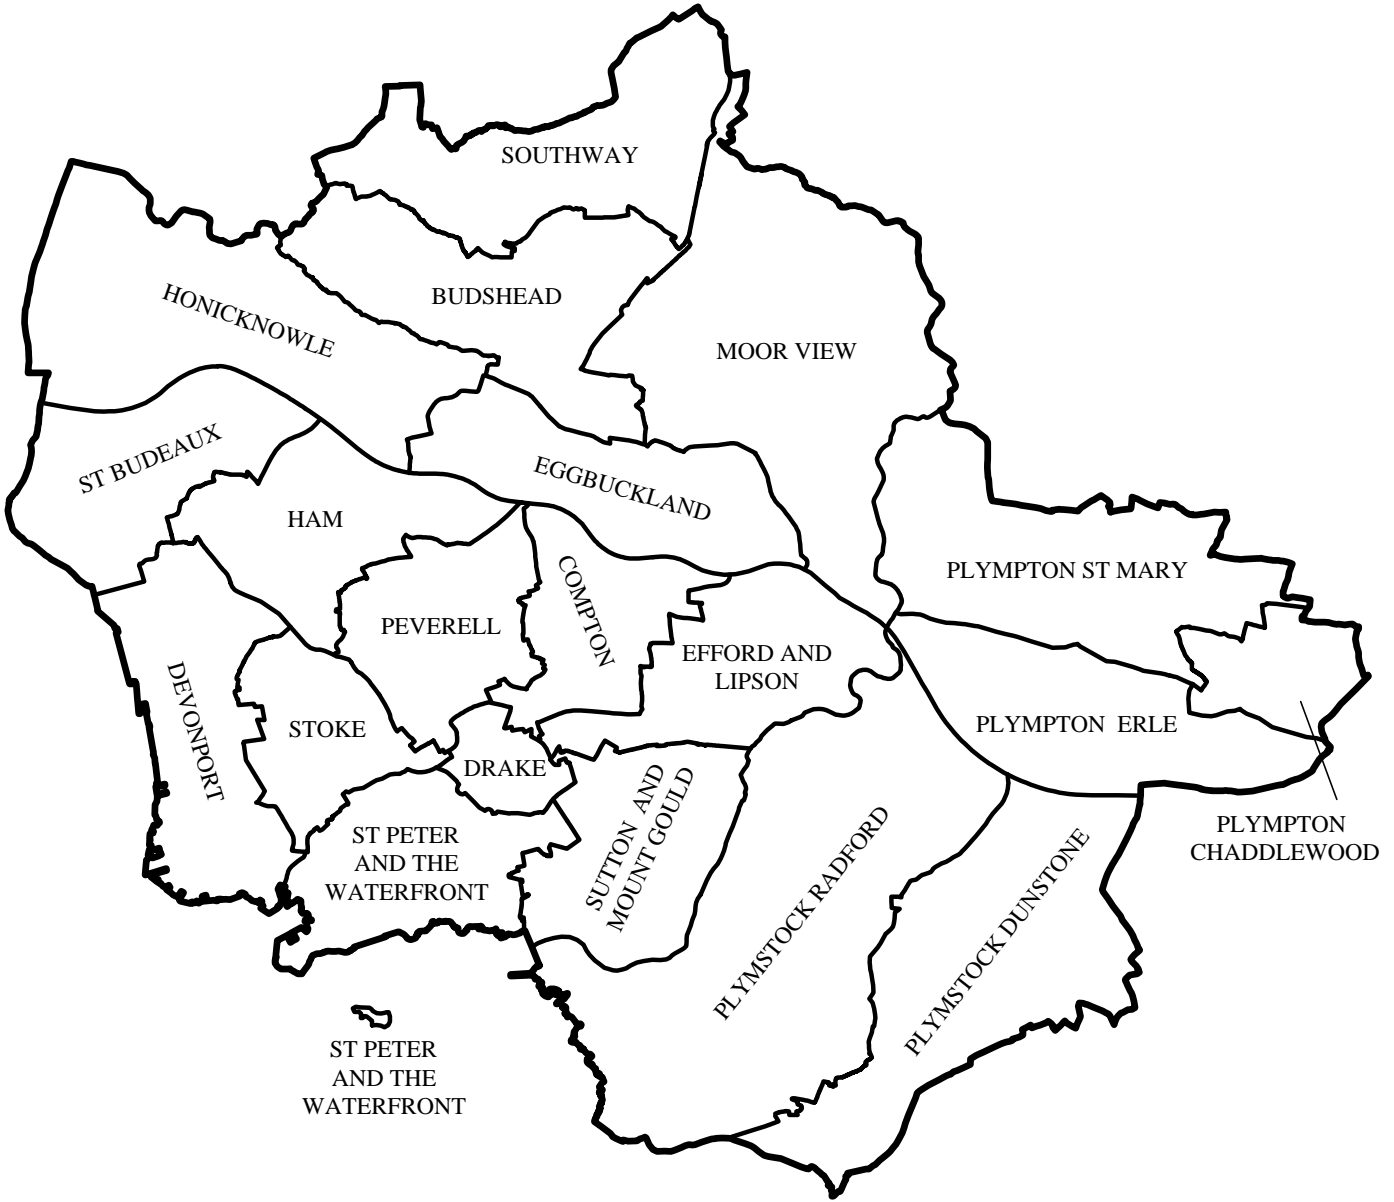 SOUTHWAY
BUDSHEAD
HONICKNOWLE
MOOR VIEW
ST BUDEAUX
EGGBUCKLAND
HAM
COMPTON
PLYMPTON ST MARY
PEVERELL
EFFORD AND
LIPSON
DEVONPORT
STOKE
PLYMPTON ERLE
DRAKE
SUTTON AND
MOUNT GOULD
PLYMPTON
CHADDLEWOOD
ST PETER
AND THE
WATERFRONT
PLYMSTOCK RADFORD
PLYMSTOCK DUNSTONE
ST PETER
AND THE
WATERFRONT